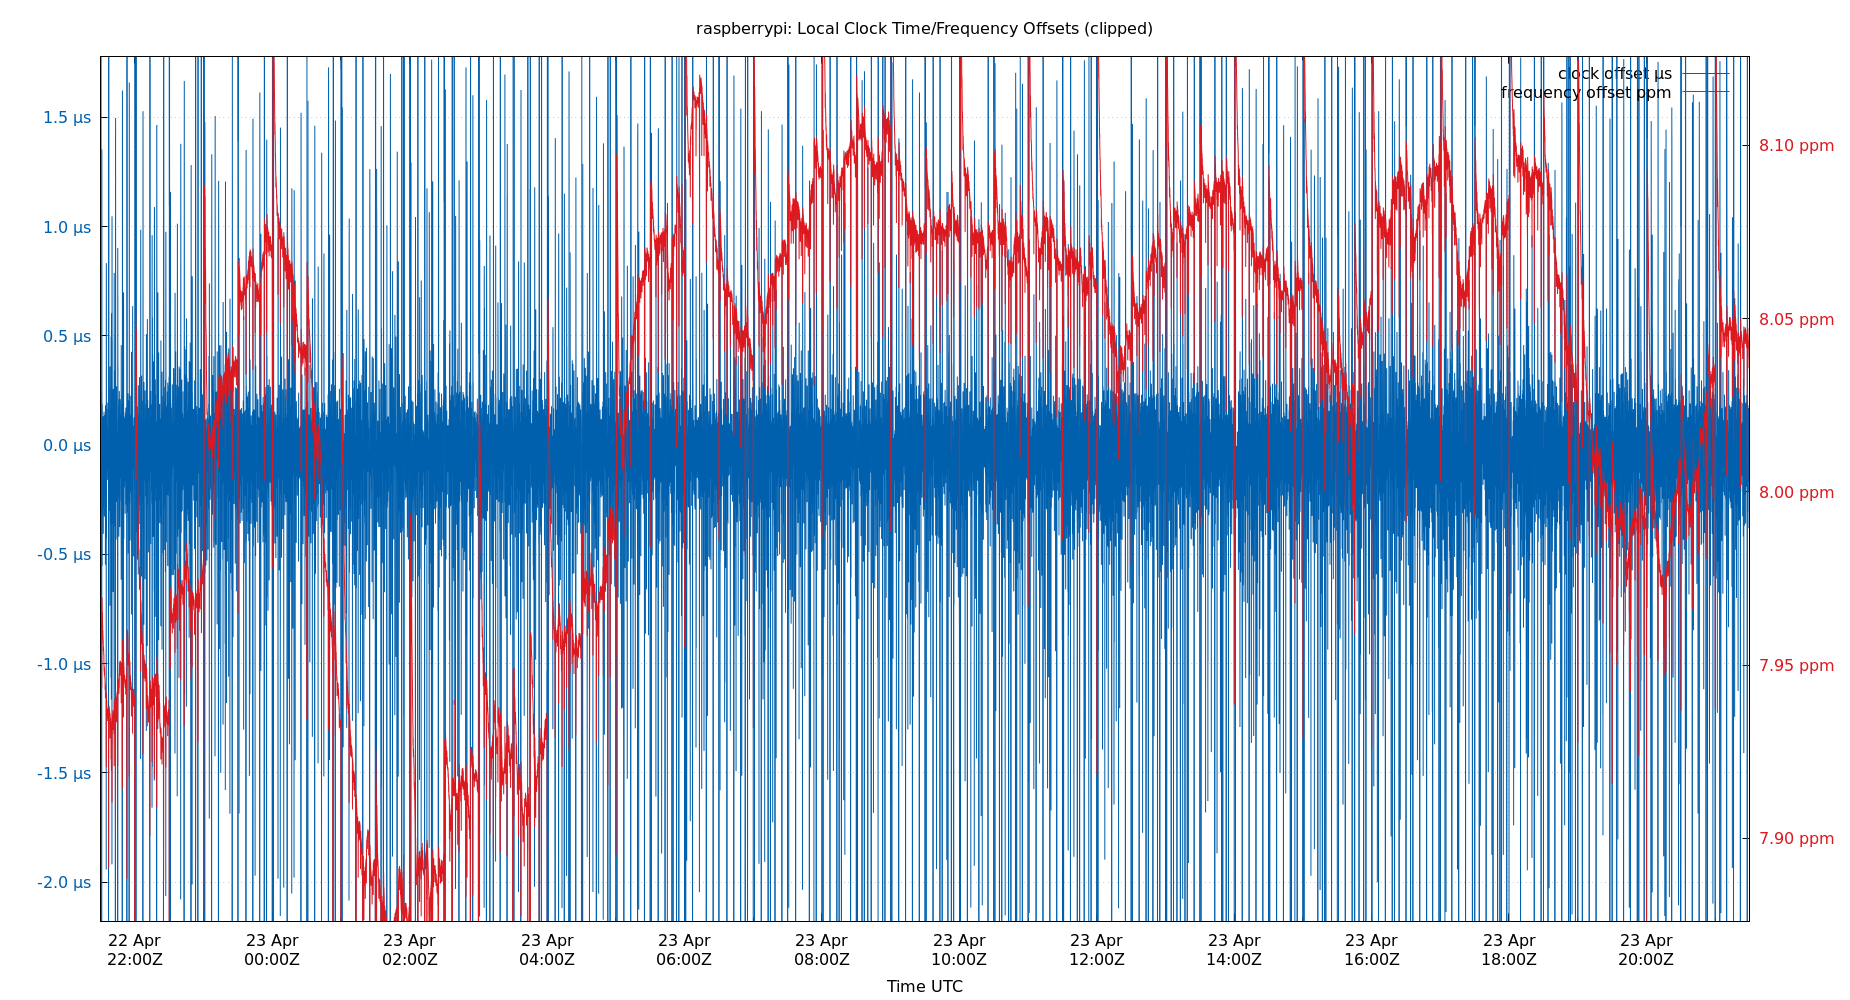 raspberrypi: Local Clock Time/Frequency Offsets (clipped)
clock offset µs
frequency offset ppm
1.5 µs
1.0 µs
0.5 µs
0.0 µs
-0.5 µs
-1.0 µs
-1.5 µs
-2.0 µs
8.10 ppm
8.05 ppm
8.00 ppm
7.95 ppm
7.90 ppm
22 Apr 23 Apr 23 Apr 23 Apr 23 Apr 23 Apr 23 Apr 23 Apr 23 Apr 23 Apr 23 Apr 23 Apr
22:00Z 00:00Z 02:00Z 04:00Z 06:00Z 08:00Z 10:00Z 12:00Z 14:00Z 16:00Z 18:00Z 20:00Z
Time UTC